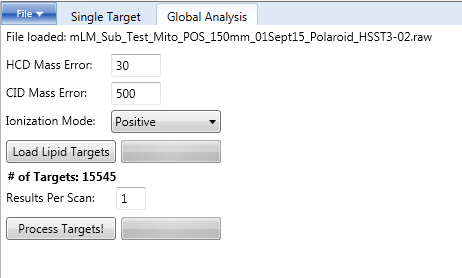 File Single Target Global Analysis
File loaded: mLM_Sub_Test_Mito_POS_150mm_01Sept15_Polaroid_HSST3-02.raw
HCD Mass Error: 30
CID Mass Error: 500
Ionization Mode: Positive
Load Lipid Targets
# of Targets: 15545
Results Per Scan: 1
Process Targets!